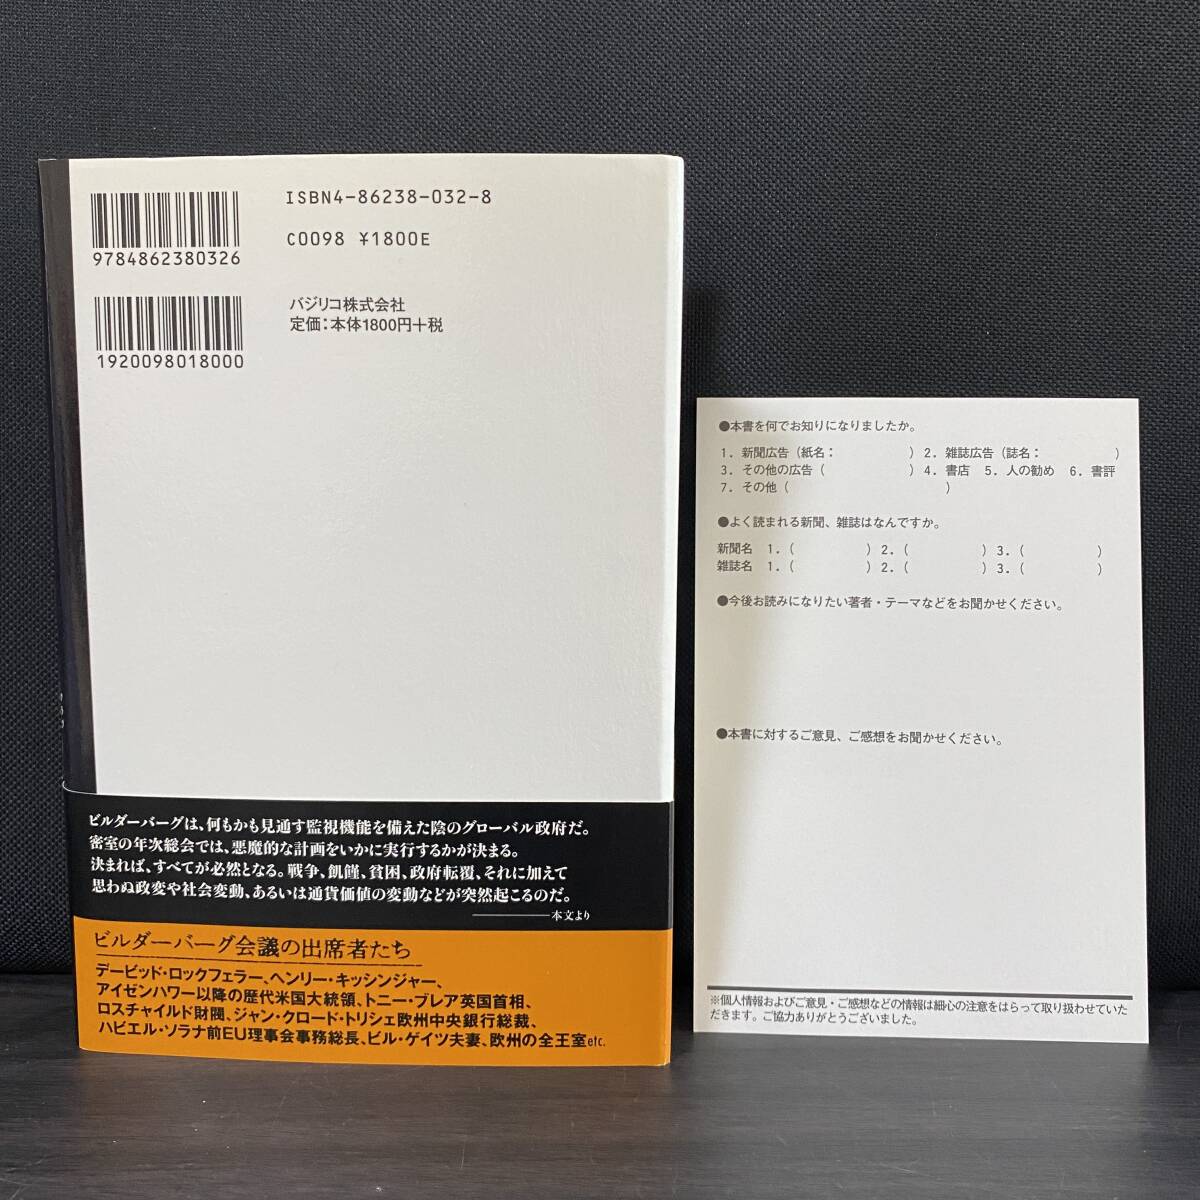 ISBN4-86238-032-8
C0098 ¥1800E
9784862380326
バジリコ株式会社
定価：本体1800円＋税
1920098018000
ビルダーバーグは、何もかも見通す監視機能を備えた陰のグローバル政府だ。
密室の年次総会では、悪魔的な計画をいかに実行するかが決まる。
決まれば、すべてが必然となる。戦争、飢饉、貧困、政府転覆、それに加えて
思わぬ政変や社会変動、あるいは通貨価値の変動などが突然起こるのだ。
――――本文より
ビルダーバーグ会議の出席者たち
デービッド・ロックフェラー、ヘンリー・キッシンジャー、
アイゼンハワー以降の歴代米国大統領、トニー・ブレア英国首相、
ロスチャイルド財閥、ジャン・クロード・トリシェ欧州中央銀行総裁、
ハビエル・ソラナ前EU理事会事務総長、ビル・ゲイツ夫妻、欧州の全王室etc.
●本書を何でお知りになりましたか。
1．新聞広告（紙名：　　　　　）2．雑誌広告（誌名：　　　　　）
3．その他の広告（　　　　　）4．書店　5．人の勧め　6．書評
7．その他（　　　　　　　　　　）
●よく読まれる新聞、雑誌はなんですか。
新聞名　1．（　　　　　）2．（　　　　　）3．（　　　　　）
雑誌名　1．（　　　　　）2．（　　　　　）3．（　　　　　）
●今後お読みになりたい著者・テーマなどをお聞かせください。
●本書に対するご意見、ご感想をお聞かせください。
※個人情報およびご意見・ご感想などの情報は細心の注意をはらって取り扱わせていた
だきます。ご協力ありがとうございました。